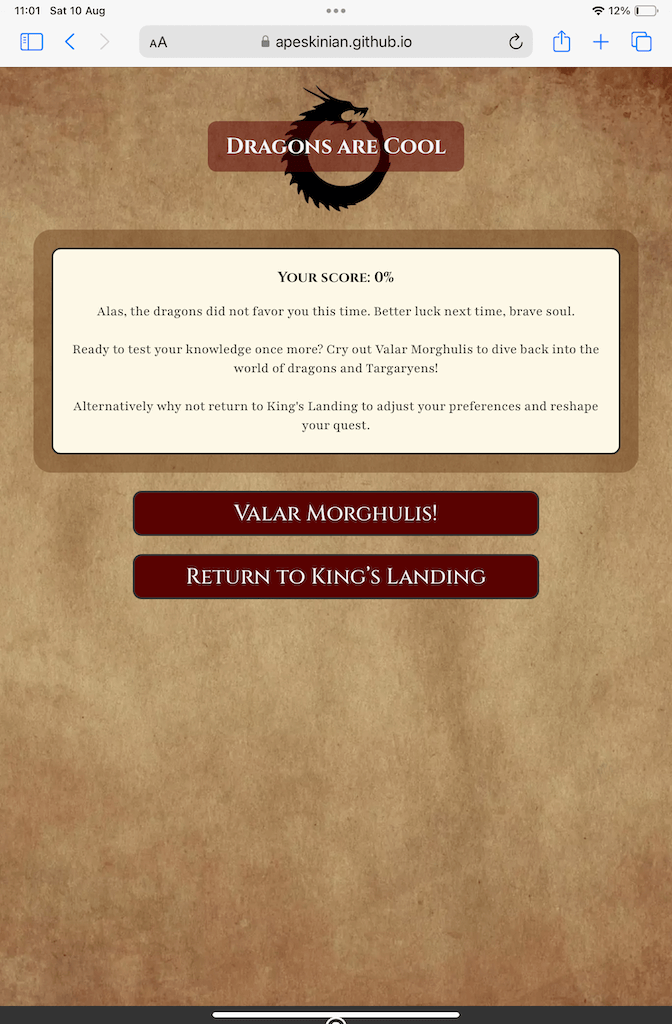 11:01 Sat 10 Aug
12%
AA
apeskinian.github.io
Dragons are Cool
Your score: 0%
Alas, the dragons did not favor you this time. Better luck next time, brave soul.
Ready to test your knowledge once more? Cry out Valar Morghulis to dive back into the
world of dragons and Targaryens!
Alternatively why not return to King's Landing to adjust your preferences and reshape
your quest.
Valar Morghulis!
Return to King's Landing